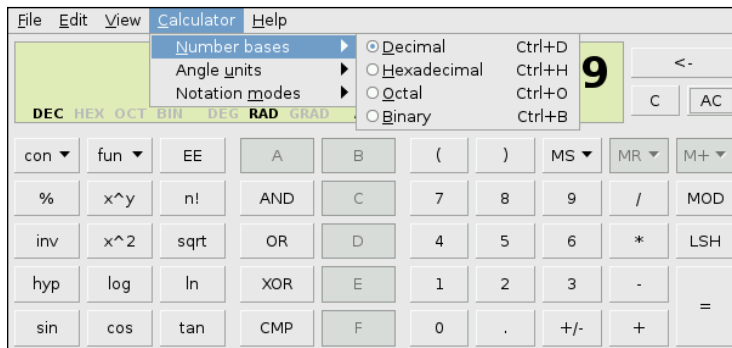 File Edit View Calculator Help
Number bases
Angle units
Notation modes
Decimal Ctrl+D
Hexadecimal Ctrl+H
Octal Ctrl+O
Binary Ctrl+B
9
DEC HEX OCT BIN DEG RAD GRAD
<-
C AC
con fun EE A B ( ) MS MR M+
% x^y n! AND C 7 8 9 / MOD
inv x^2 sqrt OR D 4 5 6 * LSH
hyp log ln XOR E 1 2 3 - =
sin cos tan CMP F 0 . +/- +